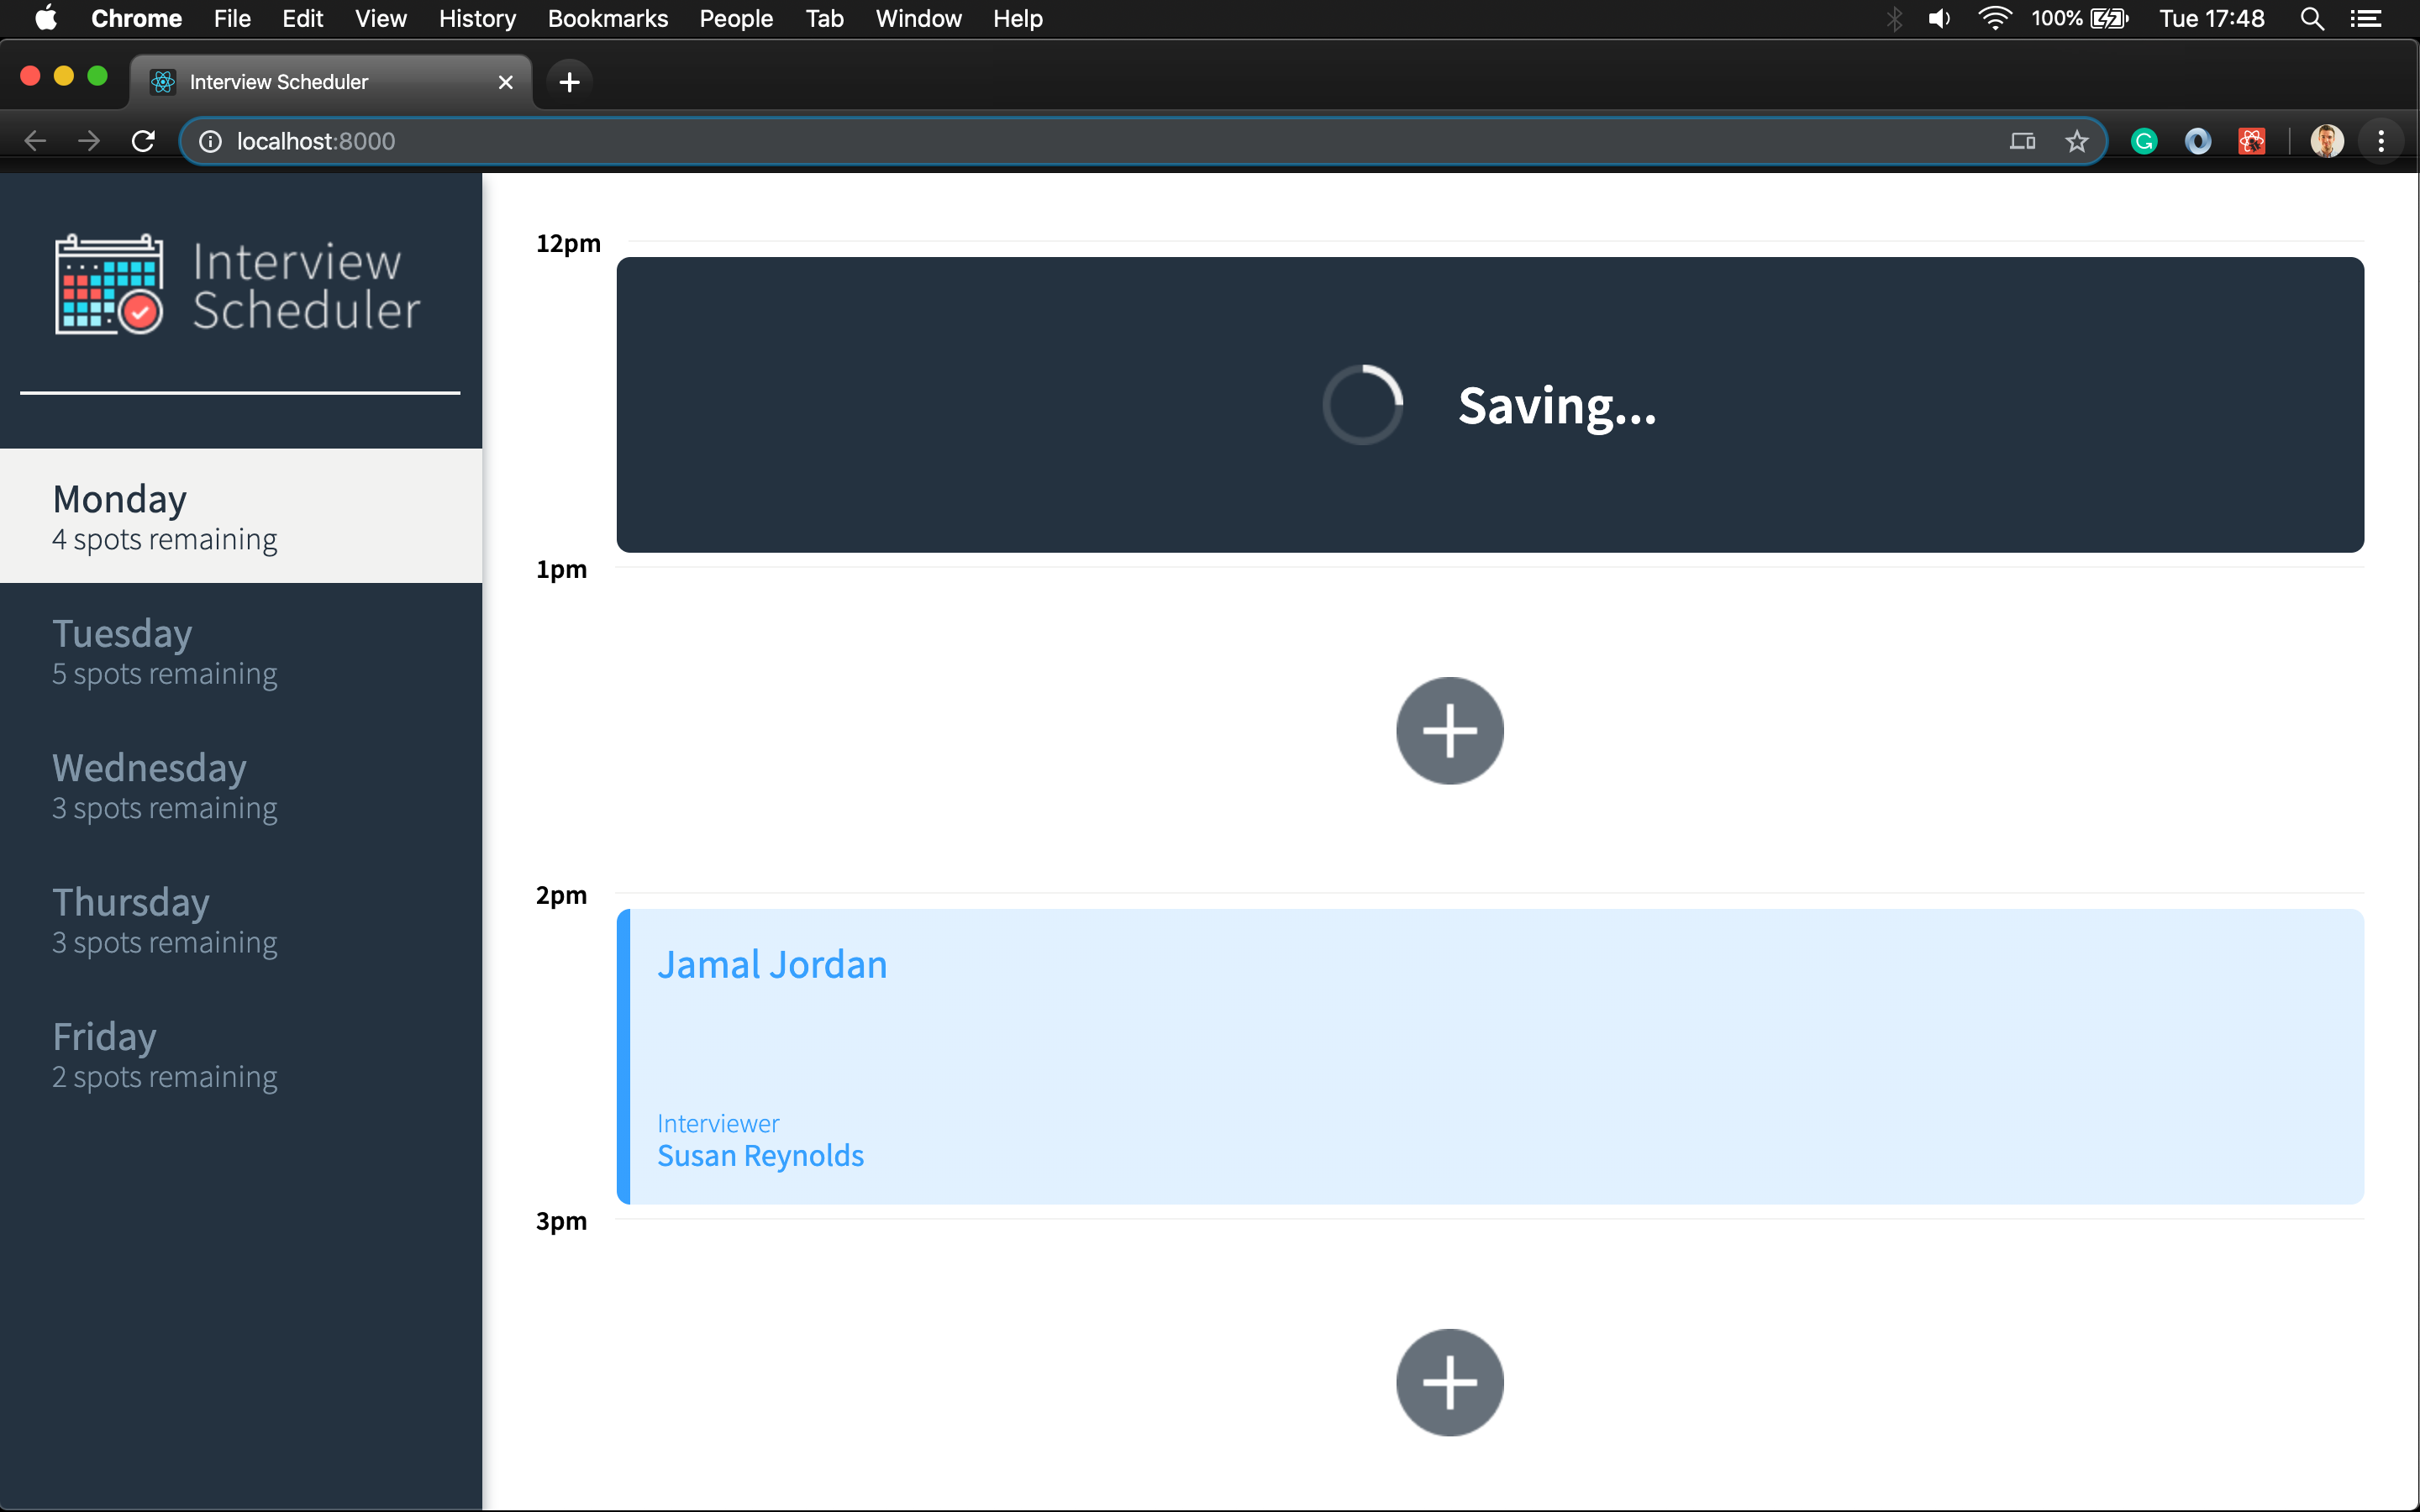 Chrome File Edit View History Bookmarks People Tab Window Help 100% Tue 17:48
Interview Scheduler
localhost:8000
Interview
Scheduler
Monday
4 spots remaining
Tuesday
5 spots remaining
Wednesday
3 spots remaining
Thursday
3 spots remaining
Friday
2 spots remaining
12pm
Saving...
1pm
2pm
Jamal Jordan
Interviewer
Susan Reynolds
3pm